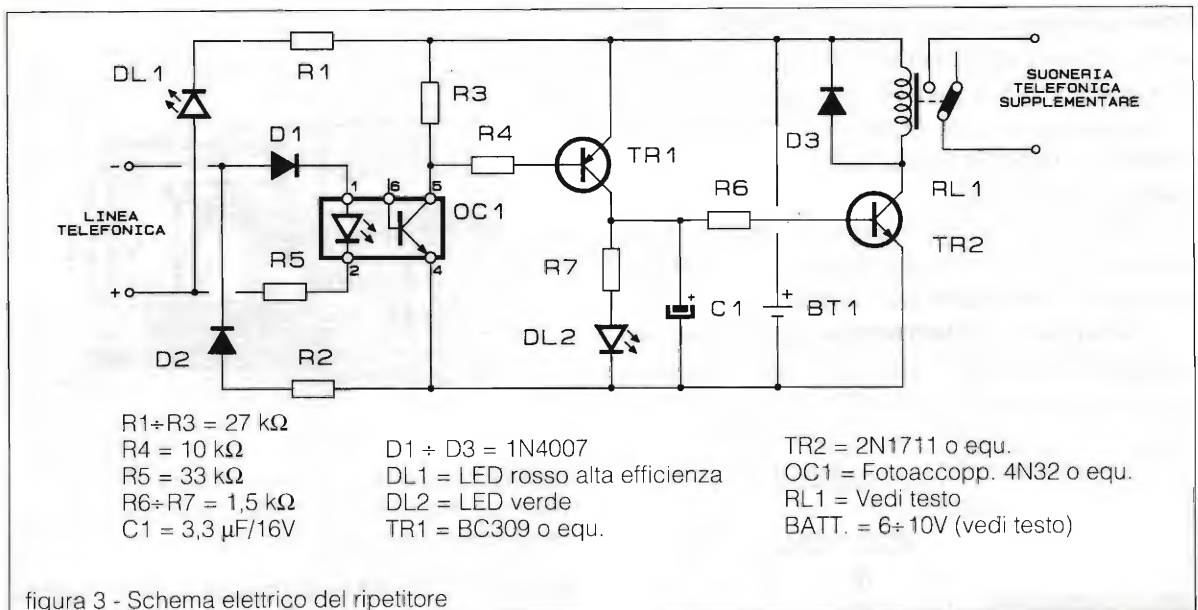 R1
DL1
R3
D1
R4
TR1
D3
SUONERIA
TELEFONICA
SUPPLEMENTARE
-
1
6
5
OC1
R6
RL1
LINEA
TELEFONICA
R5
2
4
R7
TR2
+
+
+
C1
BT1
DL2
D2
R2
R1÷R3 = 27 kΩ
R4 = 10 kΩ
R5 = 33 kΩ
R6÷R7 = 1,5 kΩ
C1 = 3,3 µF/16V
D1 ÷ D3 = 1N4007
DL1 = LED rosso alta efficienza
DL2 = LED verde
TR1 = BC309 o equ.
TR2 = 2N1711 o equ.
OC1 = Fotoaccopp. 4N32 o equ.
RL1 = Vedi testo
BATT. = 6÷10V (vedi testo)
figura 3 - Schema elettrico del ripetitore